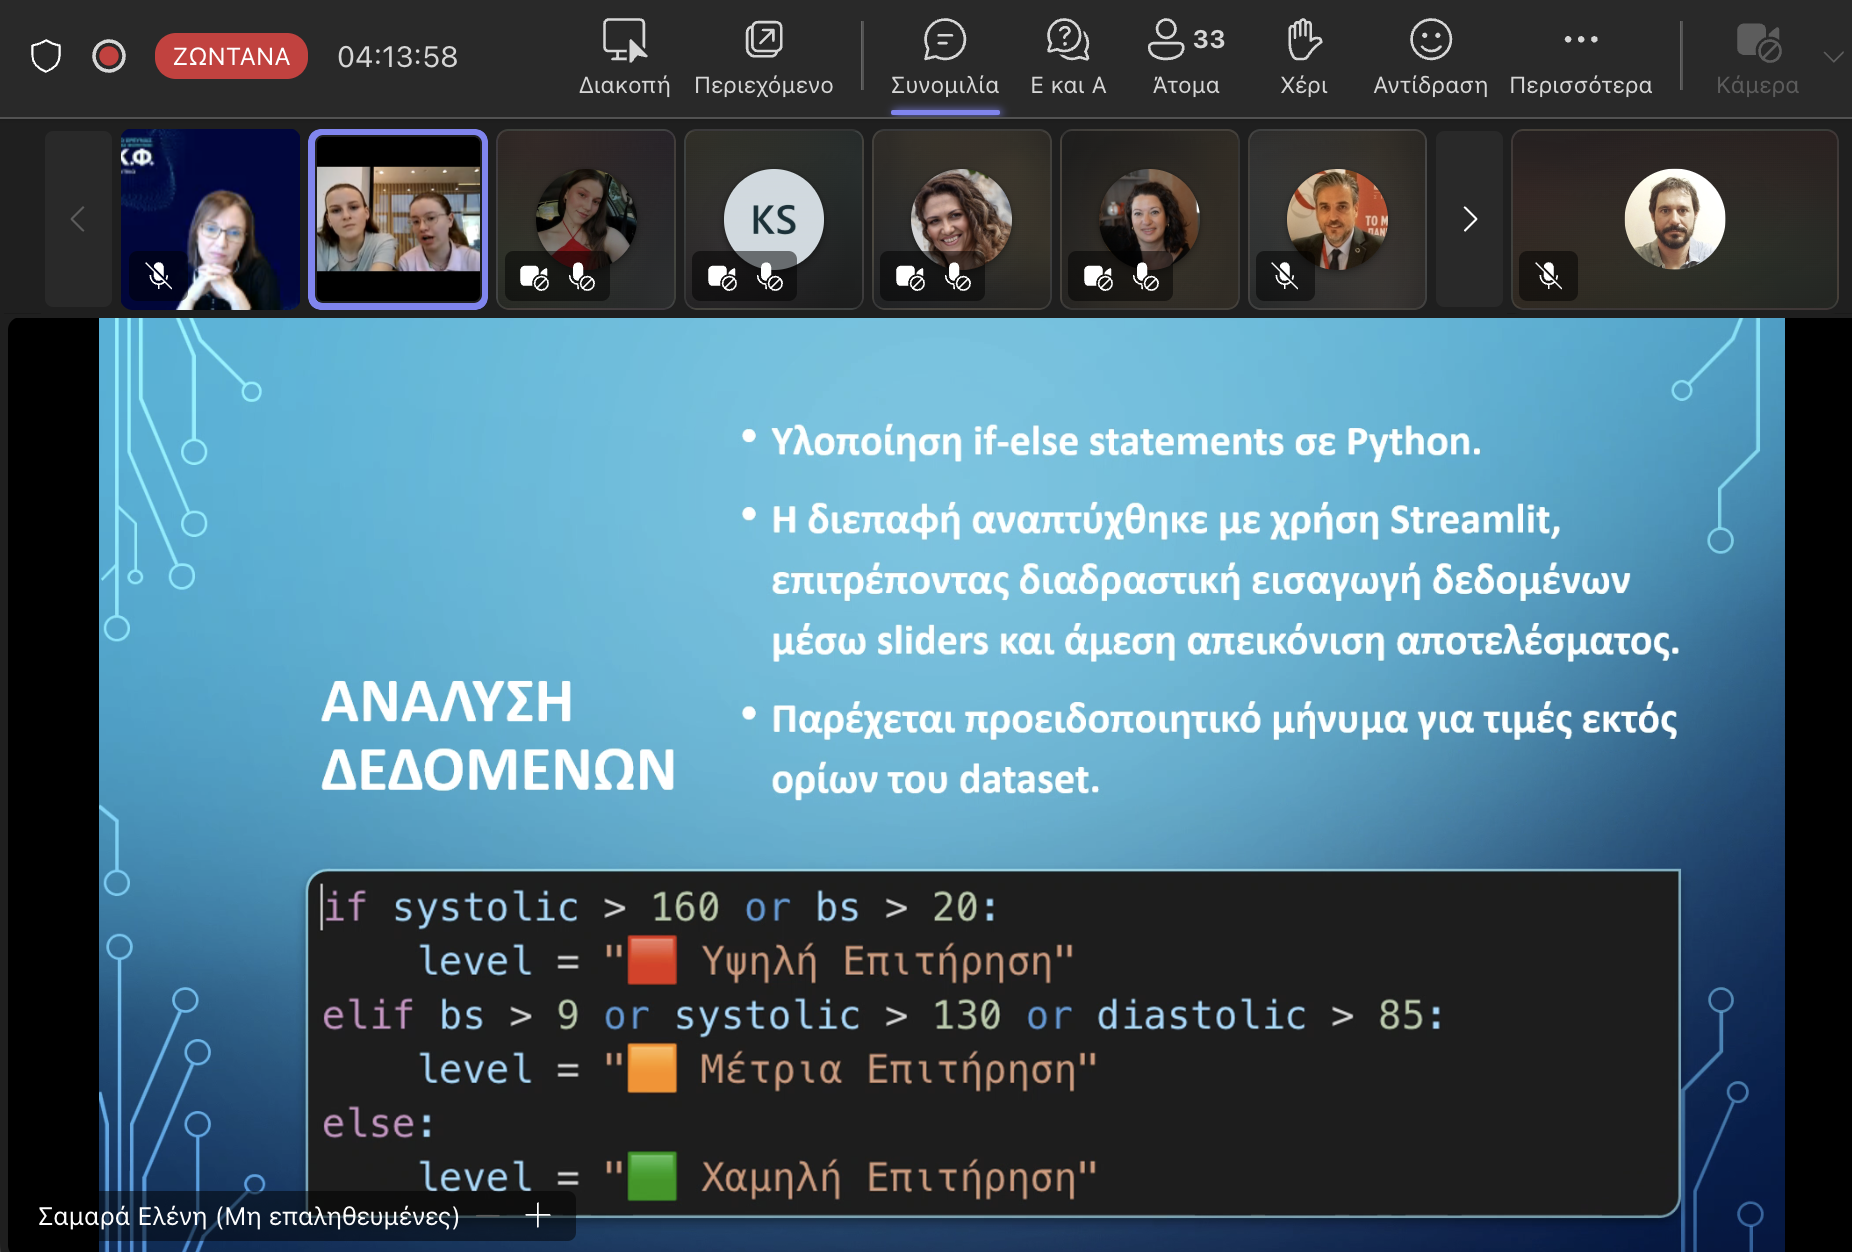 ΖΩΝΤΑΝΑ
04:13:58
Διακοπή
Περιεχόμενο
Συνομιλία
Ε και Α
33
Άτομα
Χέρι
Αντίδραση
Περισσότερα
Κάμερα
Κ.Φ.
KS
• Υλοποίηση if-else statements σε Python.
• Η διεπαφή αναπτύχθηκε με χρήση Streamlit,
επιτρέποντας διαδραστική εισαγωγή δεδομένων
μέσω sliders και άμεση απεικόνιση αποτελέσματος.
• Παρέχεται προειδοποιητικό μήνυμα για τιμές εκτός
ορίων του dataset.
ΑΝΑΛΥΣΗ
ΔΕΔΟΜΕΝΩΝ
if systolic > 160 or bs > 20:
level = "🟥 Υψηλή Επιτήρηση"
elif bs > 9 or systolic > 130 or diastolic > 85:
level = "🟧 Μέτρια Επιτήρηση"
else:
level = "🟩 Χαμηλή Επιτήρηση"
Σαμαρά Ελένη (Μη επαληθευμένες)